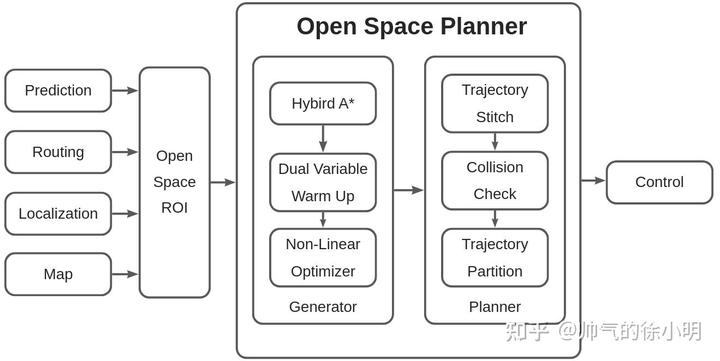 Open Space Planner
Prediction
Routing
Localization
Map
Open
Space
ROI
Hybird A*
Dual Variable
Warm Up
Non-Linear
Optimizer
Generator
Trajectory
Stitch
Collision
Check
Trajectory
Partition
Planner
Control
知乎 @帅气的徐小明